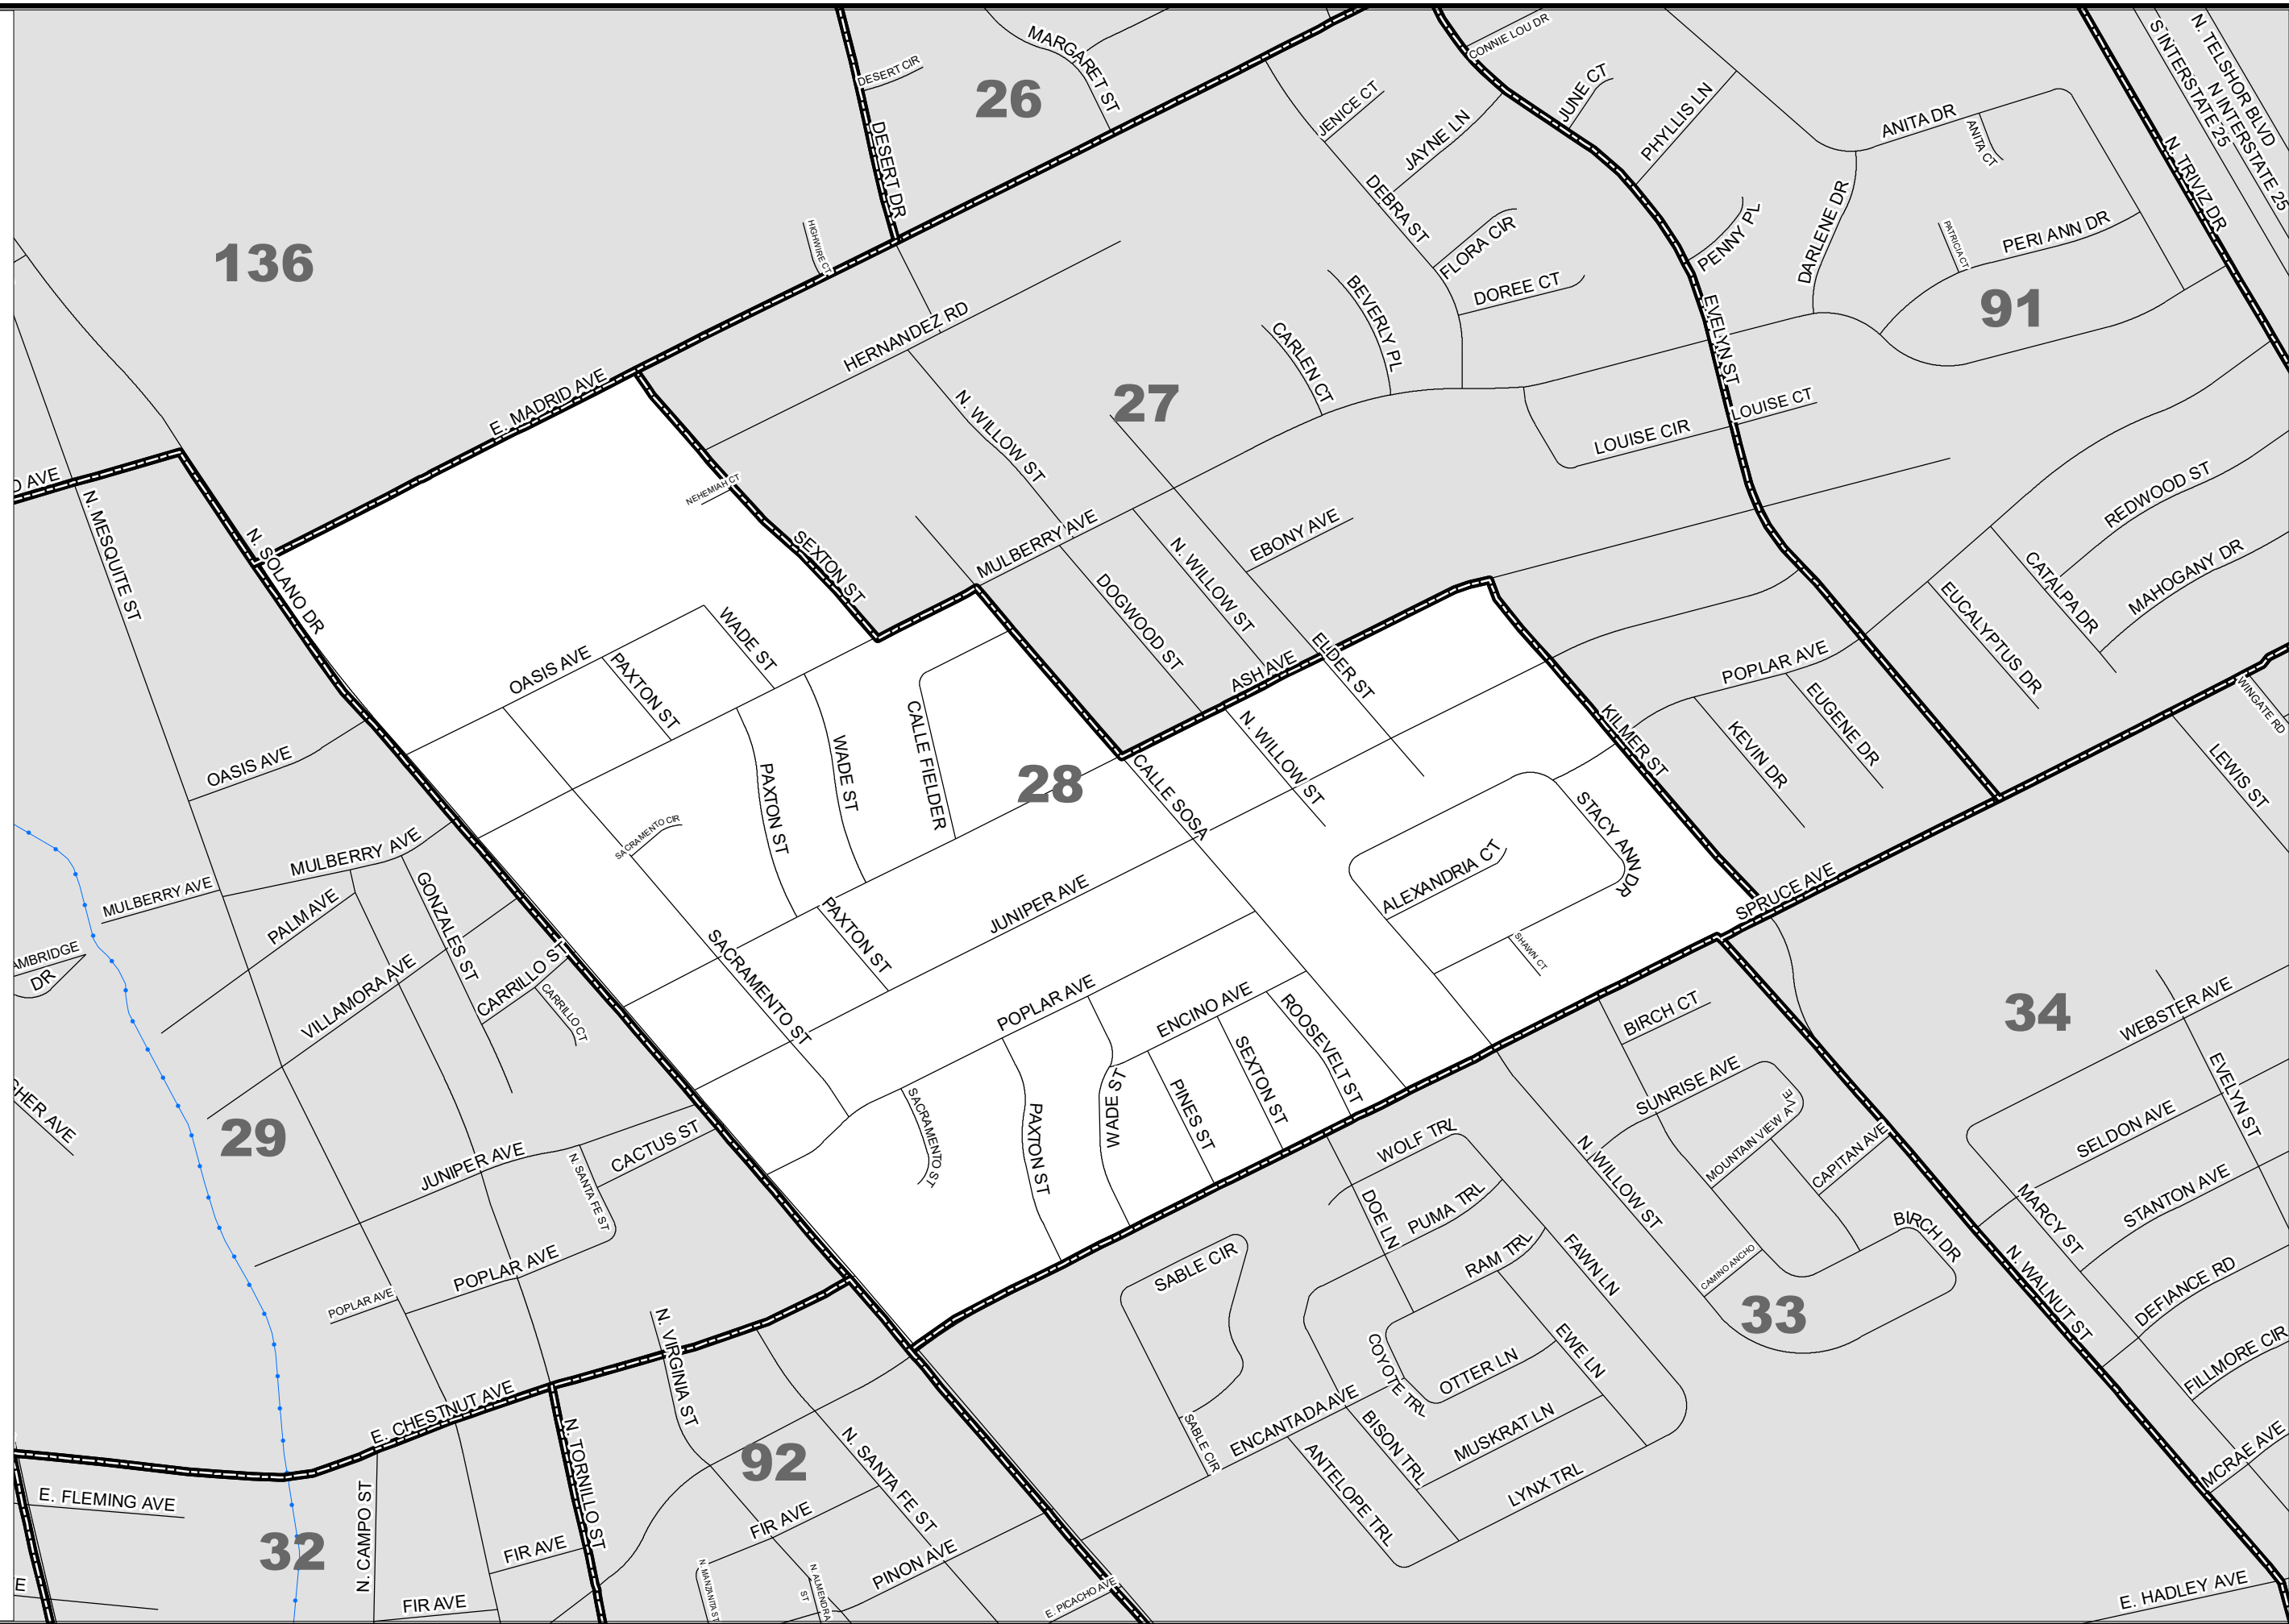 CONNIE LOU DR
N. TELSHOR BLVD
S INTERSTATE 25
N INTERSTATE 25
MARGARET ST
DESERT CIR
26
JUNE CT
PHYLLIS LN
JENICE CT
JAYNE LN
ANITA DR
ANITA CT
DESERT DR
N. TRIVIZ DR
DEBRA ST
FLORA CIR
PENNY PL
DARLENE DR
PATRICIA CT
PERI ANN DR
HIGHWIRE CT
136
DOREE CT
91
BEVERLY PL
EVELYN ST
HERNANDEZ RD
CARLEN CT
E. MADRID AVE
27
LOUISE CT
LOUISE CIR
N. WILLOW ST
D AVE
NEHEMIAH CT
REDWOOD ST
N. MESQUITE ST
N. SOLANO DR
SEXTON ST
MULBERRY AVE
EBONY AVE
N. WILLOW ST
DOGWOOD ST
CATALPA DR
MAHOGANY DR
EUCALYPTUS DR
WADE ST
OASIS AVE
PAXTON ST
ELDER ST
ASH AVE
POPLAR AVE
EUGENE DR
KEVIN DR
KILMER ST
WINGATE RD
LEWIS ST
OASIS AVE
CALLE FIELDER
WADE ST
PAXTON ST
28
CALLE SOSA
N. WILLOW ST
STACY ANN DR
SACRAMENTO CIR
MULBERRY AVE
MULBERRY AVE
GONZALES ST
PALM AVE
ALEXANDRIA CT
JUNIPER AVE
SPRUCE AVE
PAXTON ST
SACRAMENTO ST
SHAWN CT
AMBRIDGE
DR
VILLAMORA AVE
CARRILLO ST
CARRILLO CT
POPLAR AVE
ENCINO AVE
ROOSEVELT ST
BIRCH CT
34
WEBSTER AVE
EVELYN ST
SEXTON ST
PINES ST
WADE ST
PAXTON ST
SACRAMENTO ST
SUNRISE AVE
MOUNTAIN VIEW AVE
CAPITAN AVE
SELDON AVE
CHER AVE
29
JUNIPER AVE
CACTUS ST
N. SANTA FE ST
WOLF TRL
DOE LN
PUMA TRL
N. WILLOW ST
MARCY ST
STANTON AVE
BIRCH DR
POPLAR AVE
POPLAR AVE
SABLE CIR
RAM TRL
FAWN LN
CAMINO ANCHO
33
N. WALNUT ST
DEFIANCE RD
N. VIRGINIA ST
COYOTE TRL
OTTER LN
EWE LN
FILLMORE CIR
E. CHESTNUT AVE
N. TORNILLO ST
92
N. SANTA FE ST
SABLE CIR
ENCANTADA AVE
BISON TRL
MUSKRAT LN
ANTELOPE TRL
LYNX TRL
MCRAE AVE
E. FLEMING AVE
N. CAMPO ST
32
FIR AVE
FIR AVE
PINON AVE
N. MANZANITA ST
N. ALMENDRA
ST
E. PICACHO AVE
E
FIR AVE
E. HADLEY AVE